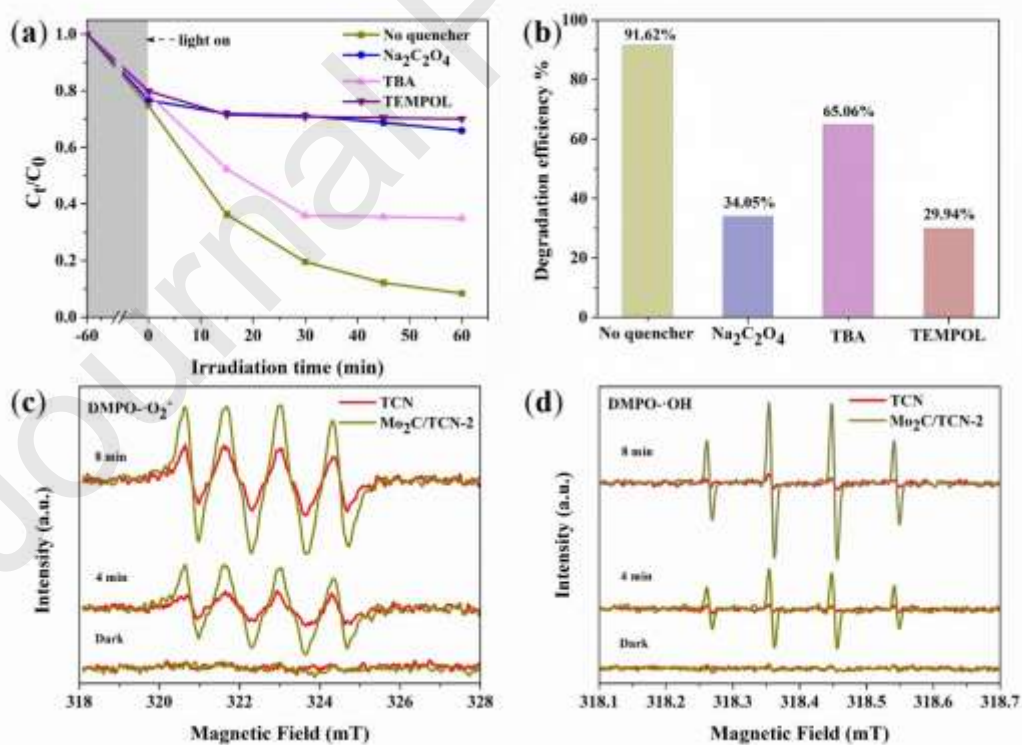 (a)
light on
No quencher
Na₂C₂O₄
TBA
TEMPOL
Cₜ/C₀
1.0
0.8
0.6
0.4
0.2
0.0
-60 0 10 20 30 40 50 60
Irradiation time (min)
(b)
Degradation efficiency %
100
80
60
40
20
0
91.62%
34.05%
65.06%
29.94%
No quencher Na₂C₂O₄ TBA TEMPOL
(c)
DMPO-·O₂⁻
TCN
Mo₂C/TCN-2
8 min
4 min
Dark
Intensity (a.u.)
318 320 322 324 326 328
Magnetic Field (mT)
(d)
DMPO-·OH
TCN
Mo₂C/TCN-2
8 min
4 min
Dark
Intensity (a.u.)
318.1 318.2 318.3 318.4 318.5 318.6 318.7
Magnetic Field (mT)
Journal